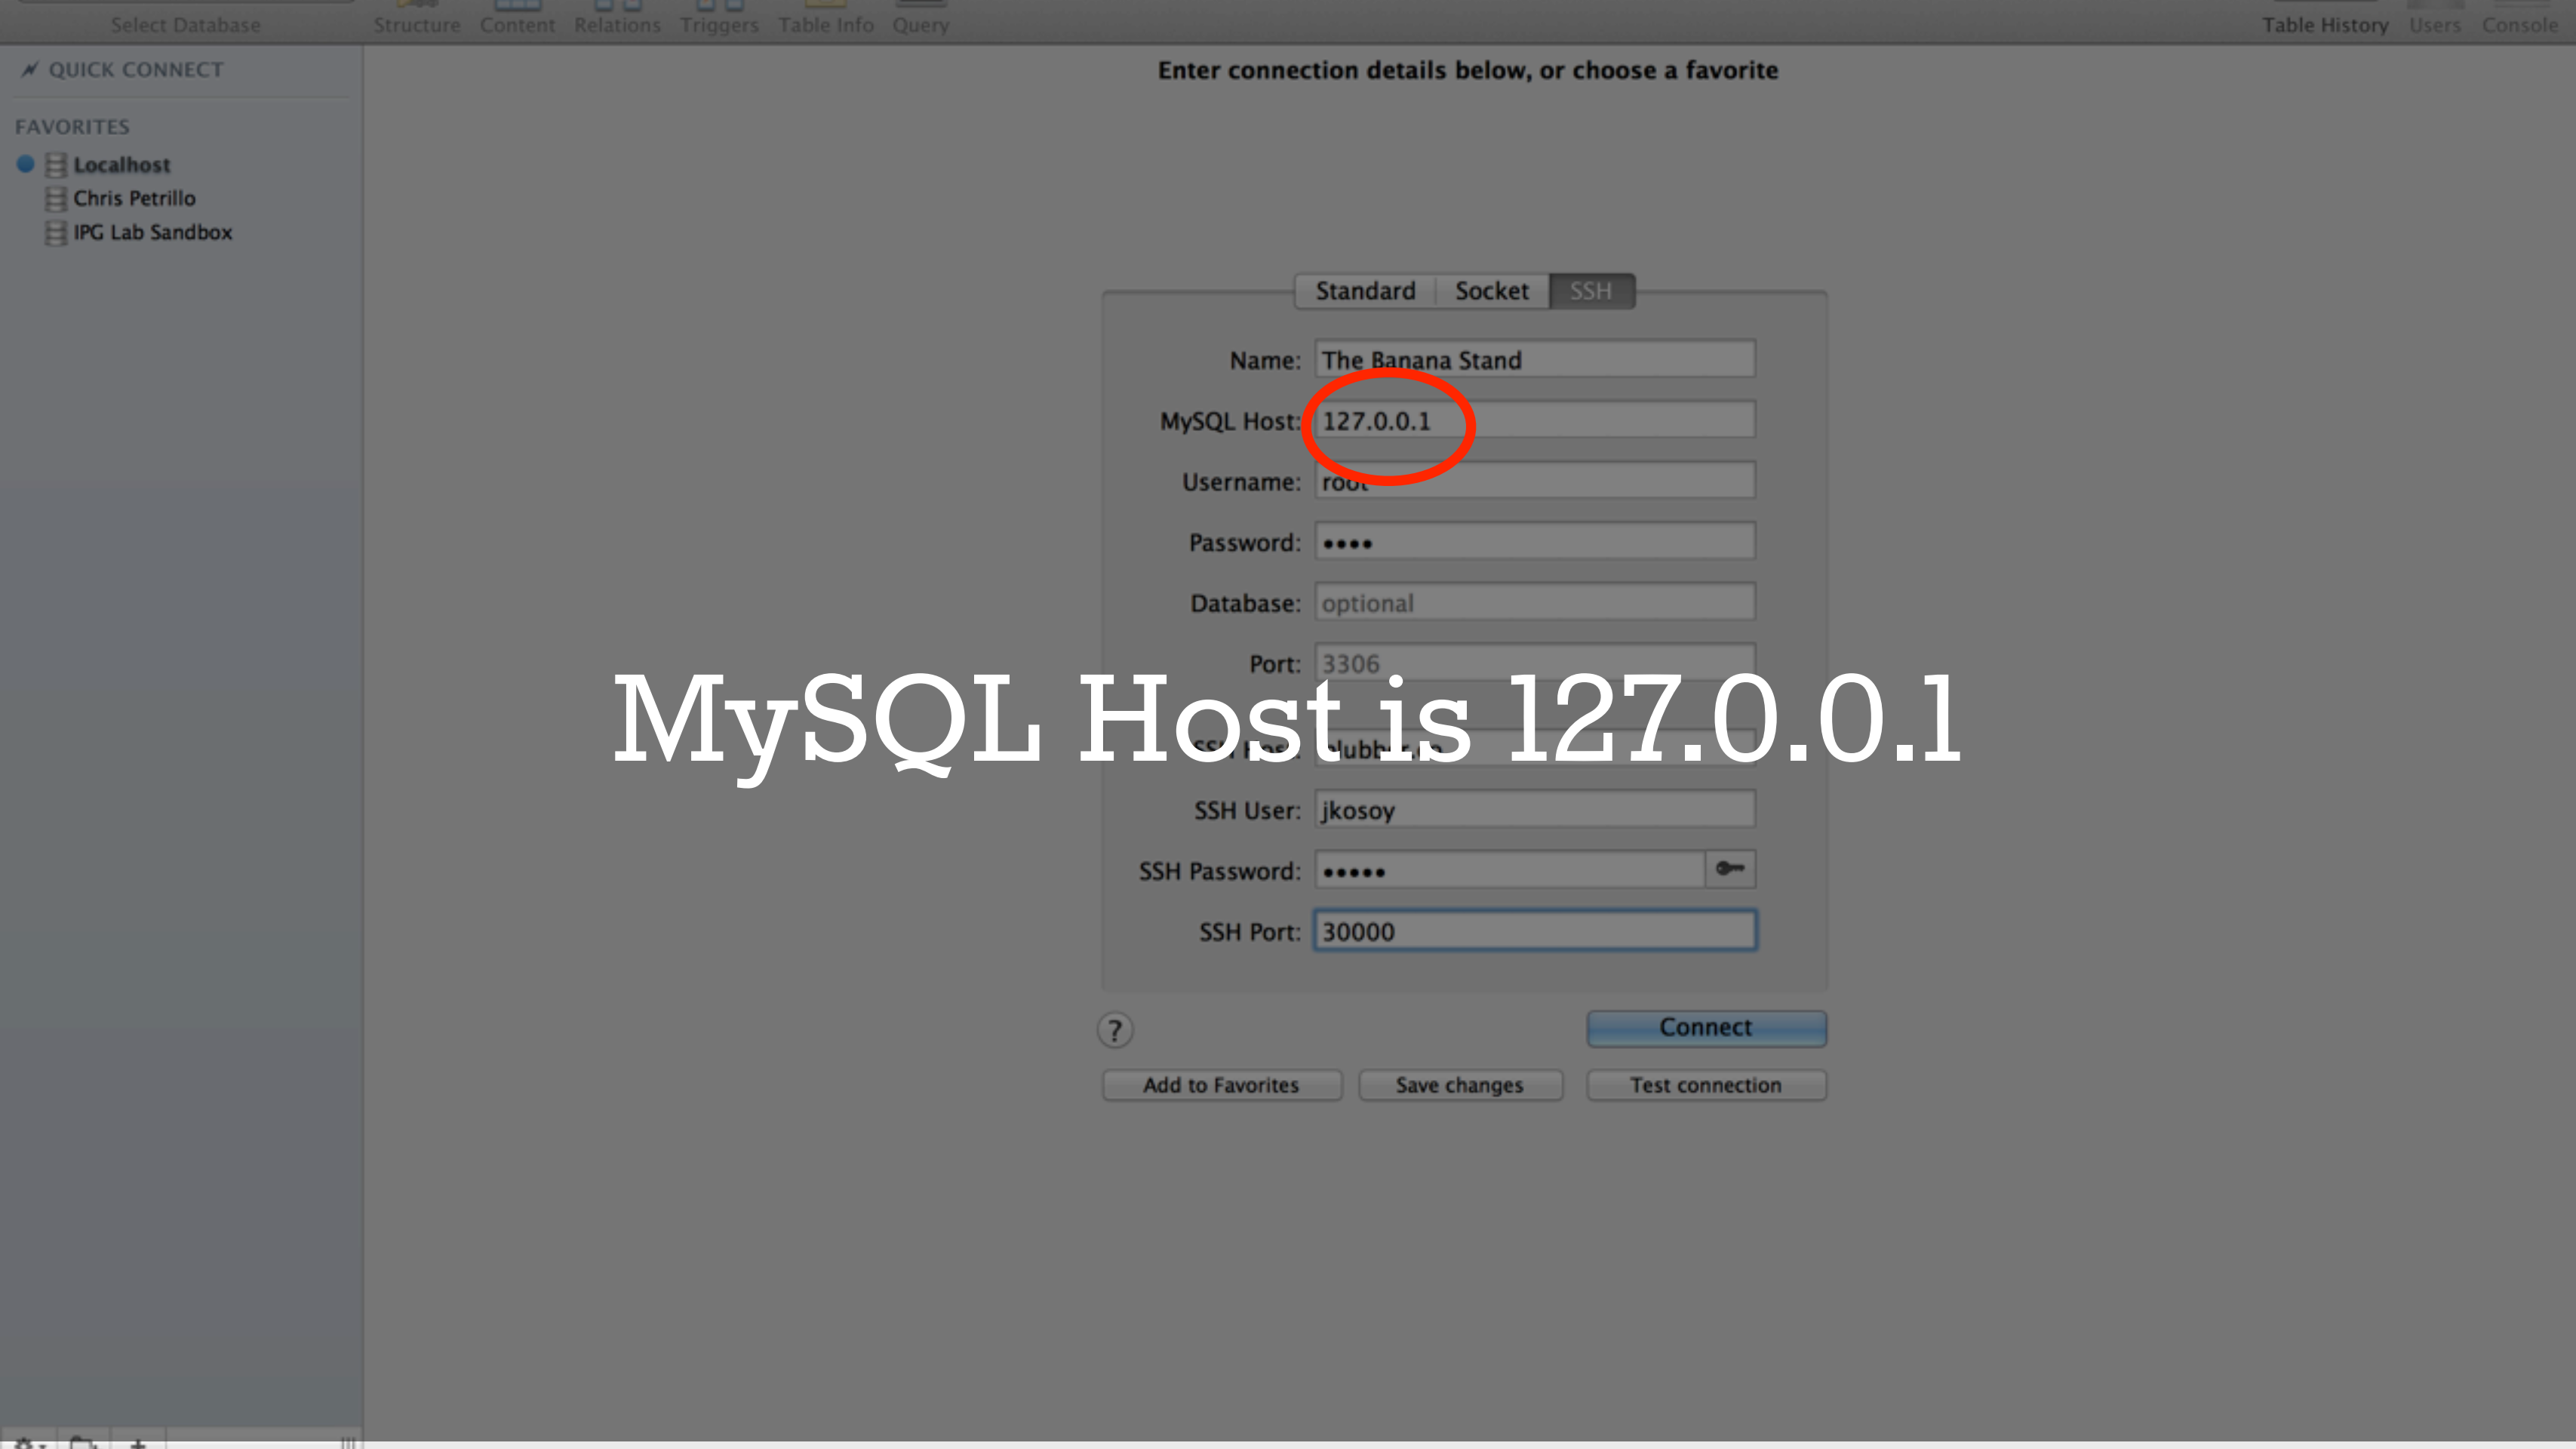 Select Database
Structure Content Relations Triggers Table Info Query
Table History Users Console
QUICK CONNECT
FAVORITES
Localhost
Chris Petrillo
IPG Lab Sandbox
Enter connection details below, or choose a favorite
Standard Socket SSH
Name: The Banana Stand
MySQL Host: 127.0.0.1
Username: root
Password: ••••
Database: optional
Port: 3306
MySQL Host is 127.0.0.1
SSH User: jkosoy
SSH Password: •••••
SSH Port: 30000
?
Connect
Add to Favorites Save changes Test connection